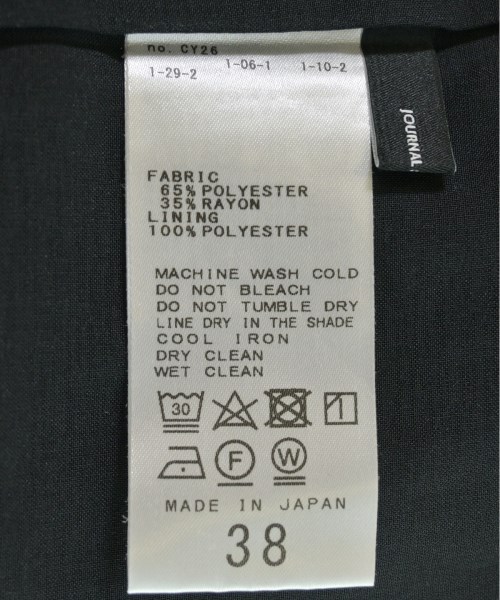 no. CY26
1-29-2 1-06-1 1-10-2
JOURNAL
FABRIC
65% POLYESTER
35% RAYON
LINING
100% POLYESTER
MACHINE WASH COLD
DO NOT BLEACH
DO NOT TUMBLE DRY
LINE DRY IN THE SHADE
COOL IRON
DRY CLEAN
WET CLEAN
30
F W
MADE IN JAPAN
38